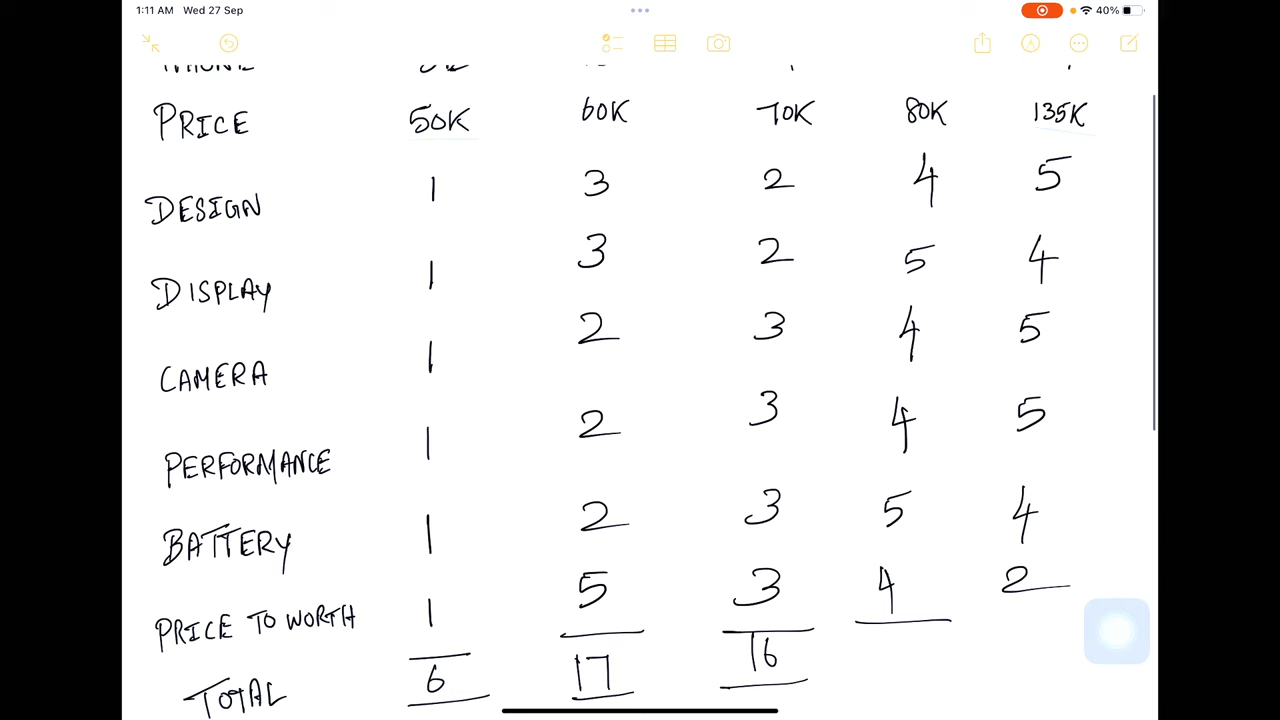 1:11 AM Wed 27 Sep 40%
PRICE 50K 60K 70K 80K 135K
DESIGN 1 3 2 4 5
DISPLAY 1 3 2 5 4
CAMERA 1 2 3 4 5
PERFORMANCE 1 2 3 4 5
BATTERY 1 2 3 5 4
PRICE TO WORTH 1 5 3 4 2
TOTAL 6 17 16